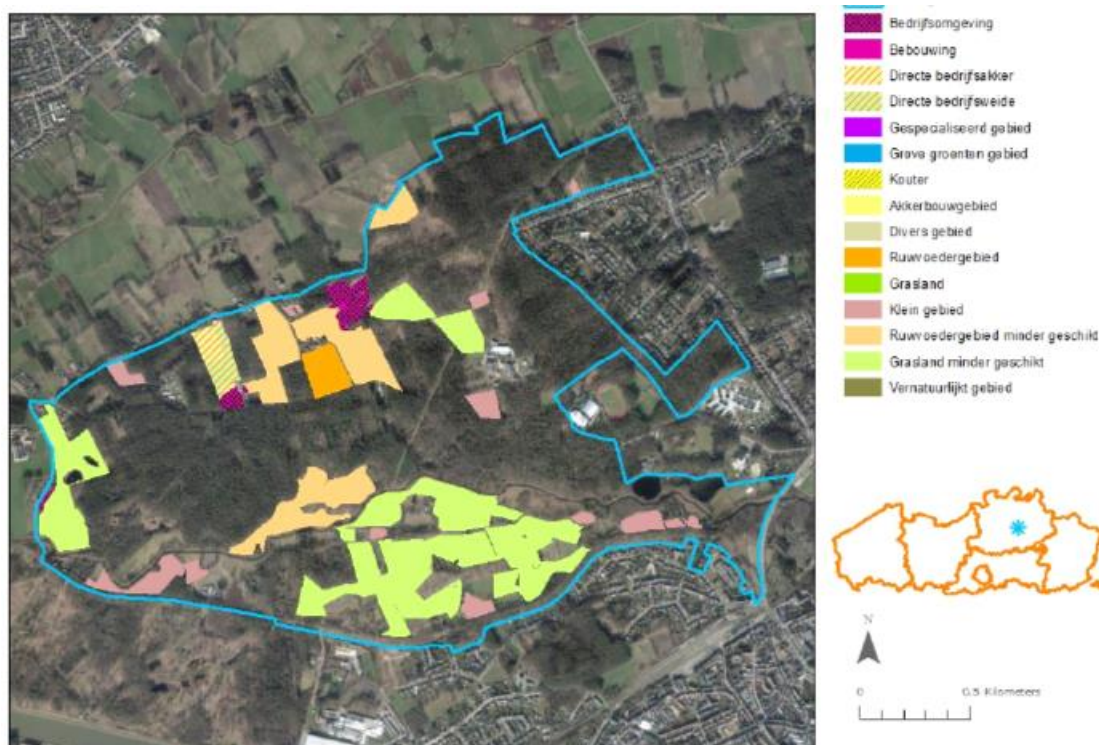 Bedrijfsomgeving
Bebouwing
Directe bedrijfsakker
Directe bedrijfsweide
Gespecialiseerd gebied
Grove groenten gebied
Kouter
Akkerbouwgebied
Divers gebied
Ruwvoedergebied
Grasland
Klein gebied
Ruwvoedergebied minder geschikt
Grasland minder geschikt
Vernatuurlijkt gebied
N
0 0.5 Kilometers